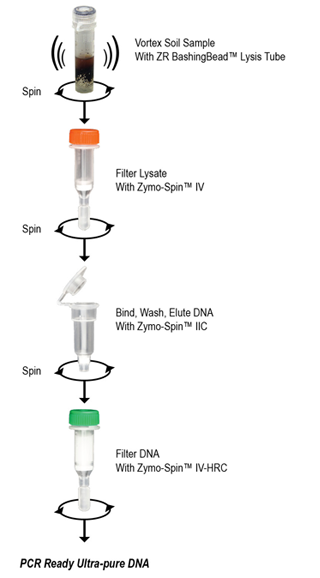 Vortex Soil Sample
With ZR BashingBead™ Lysis Tube
Spin
Filter Lysate
With Zymo-Spin™ IV
Spin
Bind, Wash, Elute DNA
With Zymo-Spin™ IIC
Spin
Filter DNA
With Zymo-Spin™ IV-HRC
PCR Ready Ultra-pure DNA